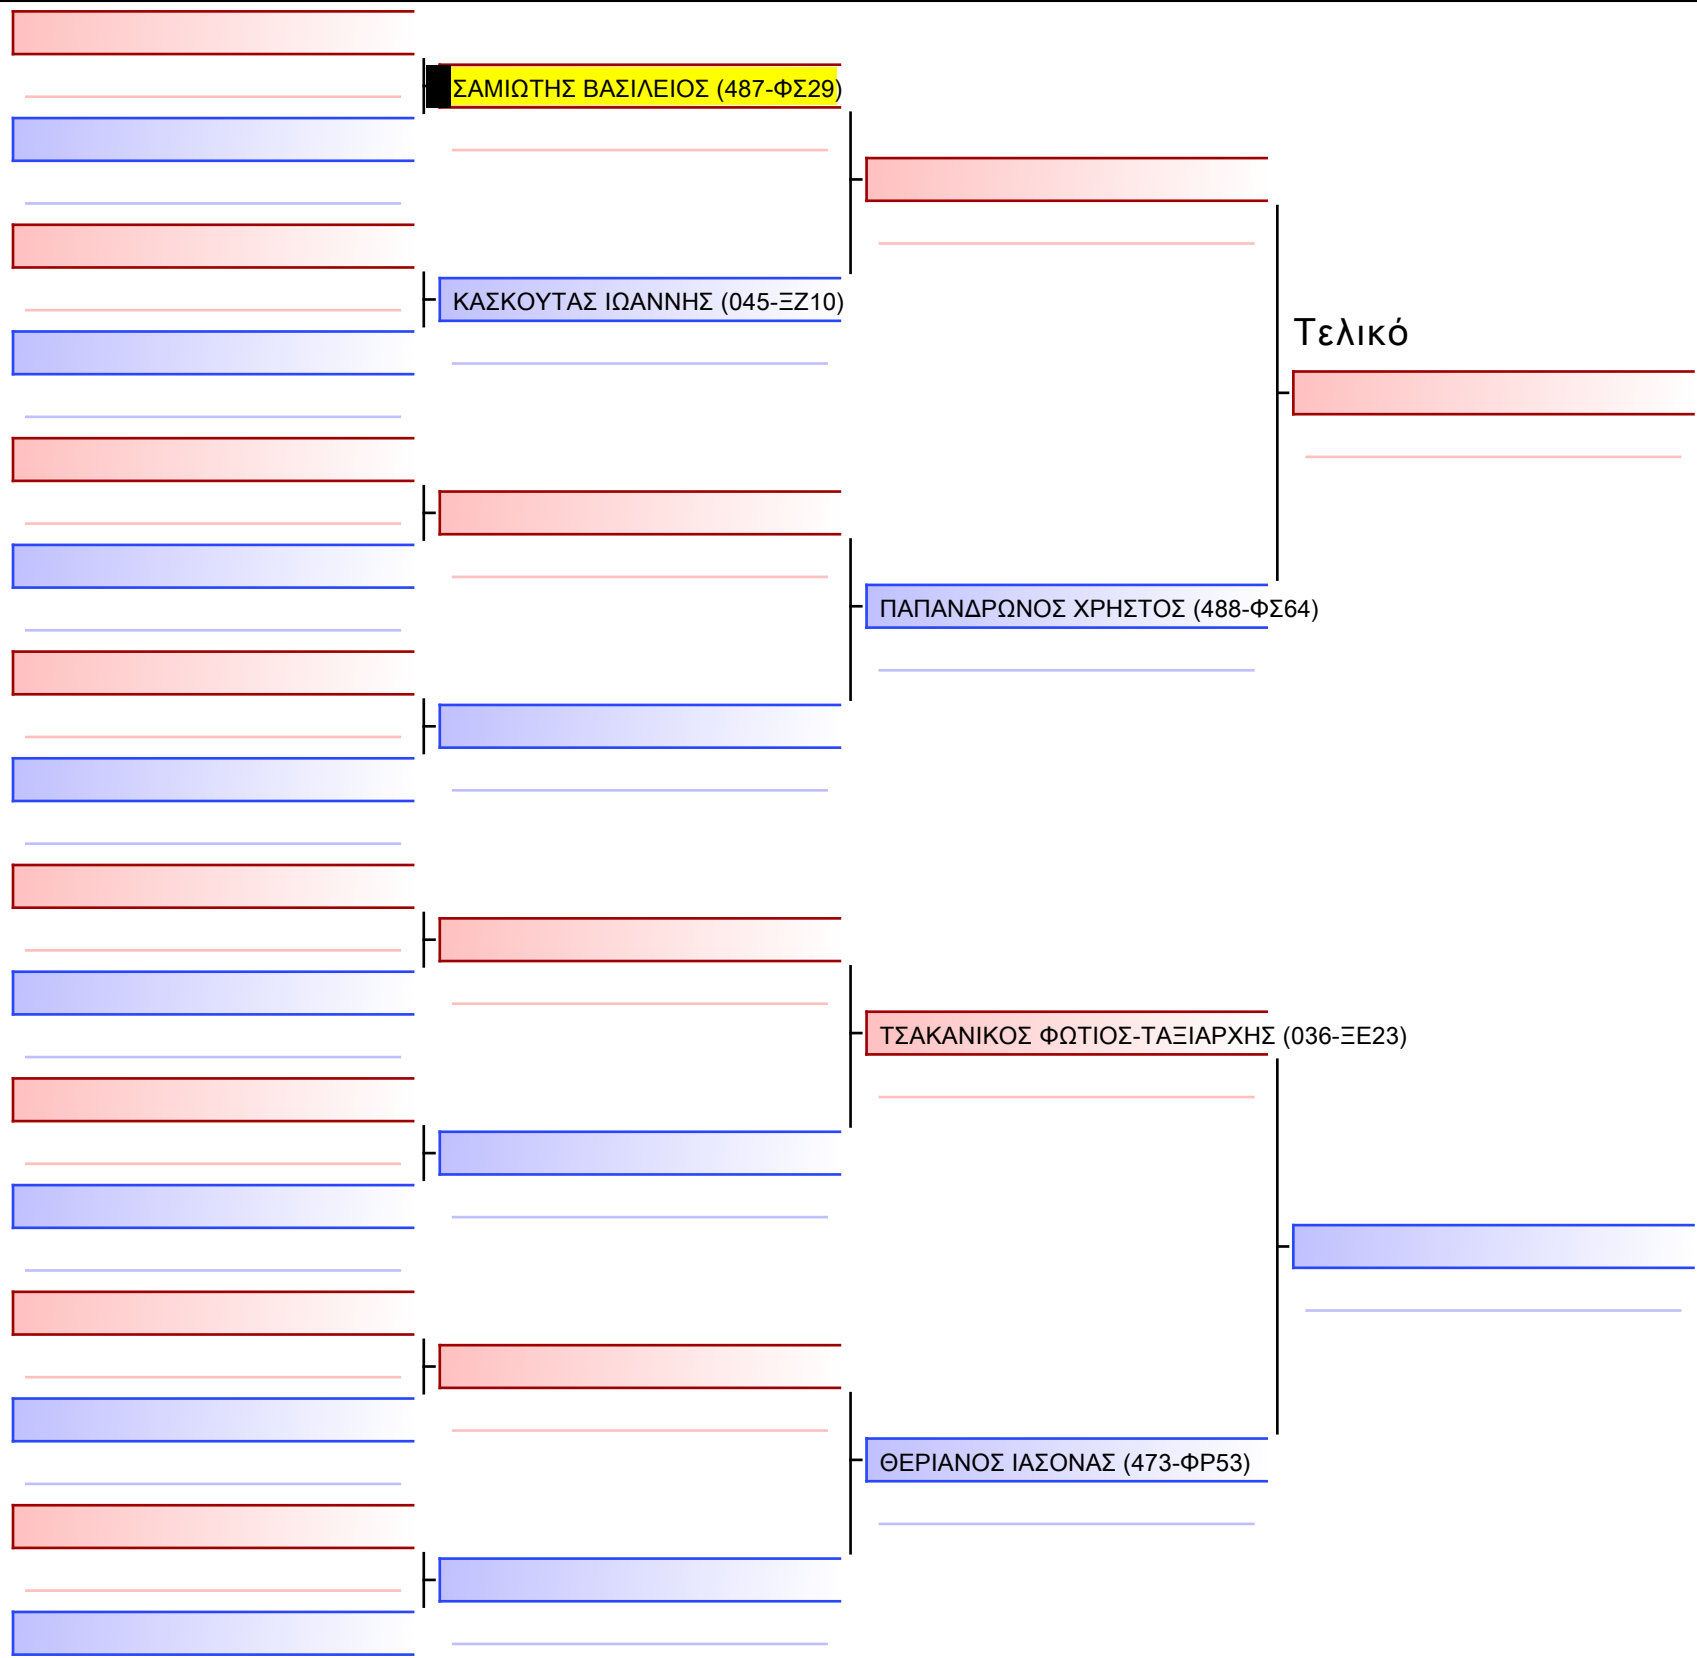 ΣΑΜΙΩΤΗΣ ΒΑΣΙΛΕΙΟΣ (487-ΦΣ29)
ΚΑΣΚΟΥΤΑΣ ΙΩΑΝΝΗΣ (045-ΞΖ10)
Τελικό
ΠΑΠΑΝΔΡΩΝΟΣ ΧΡΗΣΤΟΣ (488-ΦΣ64)
ΤΣΑΚΑΝΙΚΟΣ ΦΩΤΙΟΣ-ΤΑΞΙΑΡΧΗΣ (036-ΞΕ23)
ΘΕΡΙΑΝΟΣ ΙΑΣΟΝΑΣ (473-ΦΡ53)